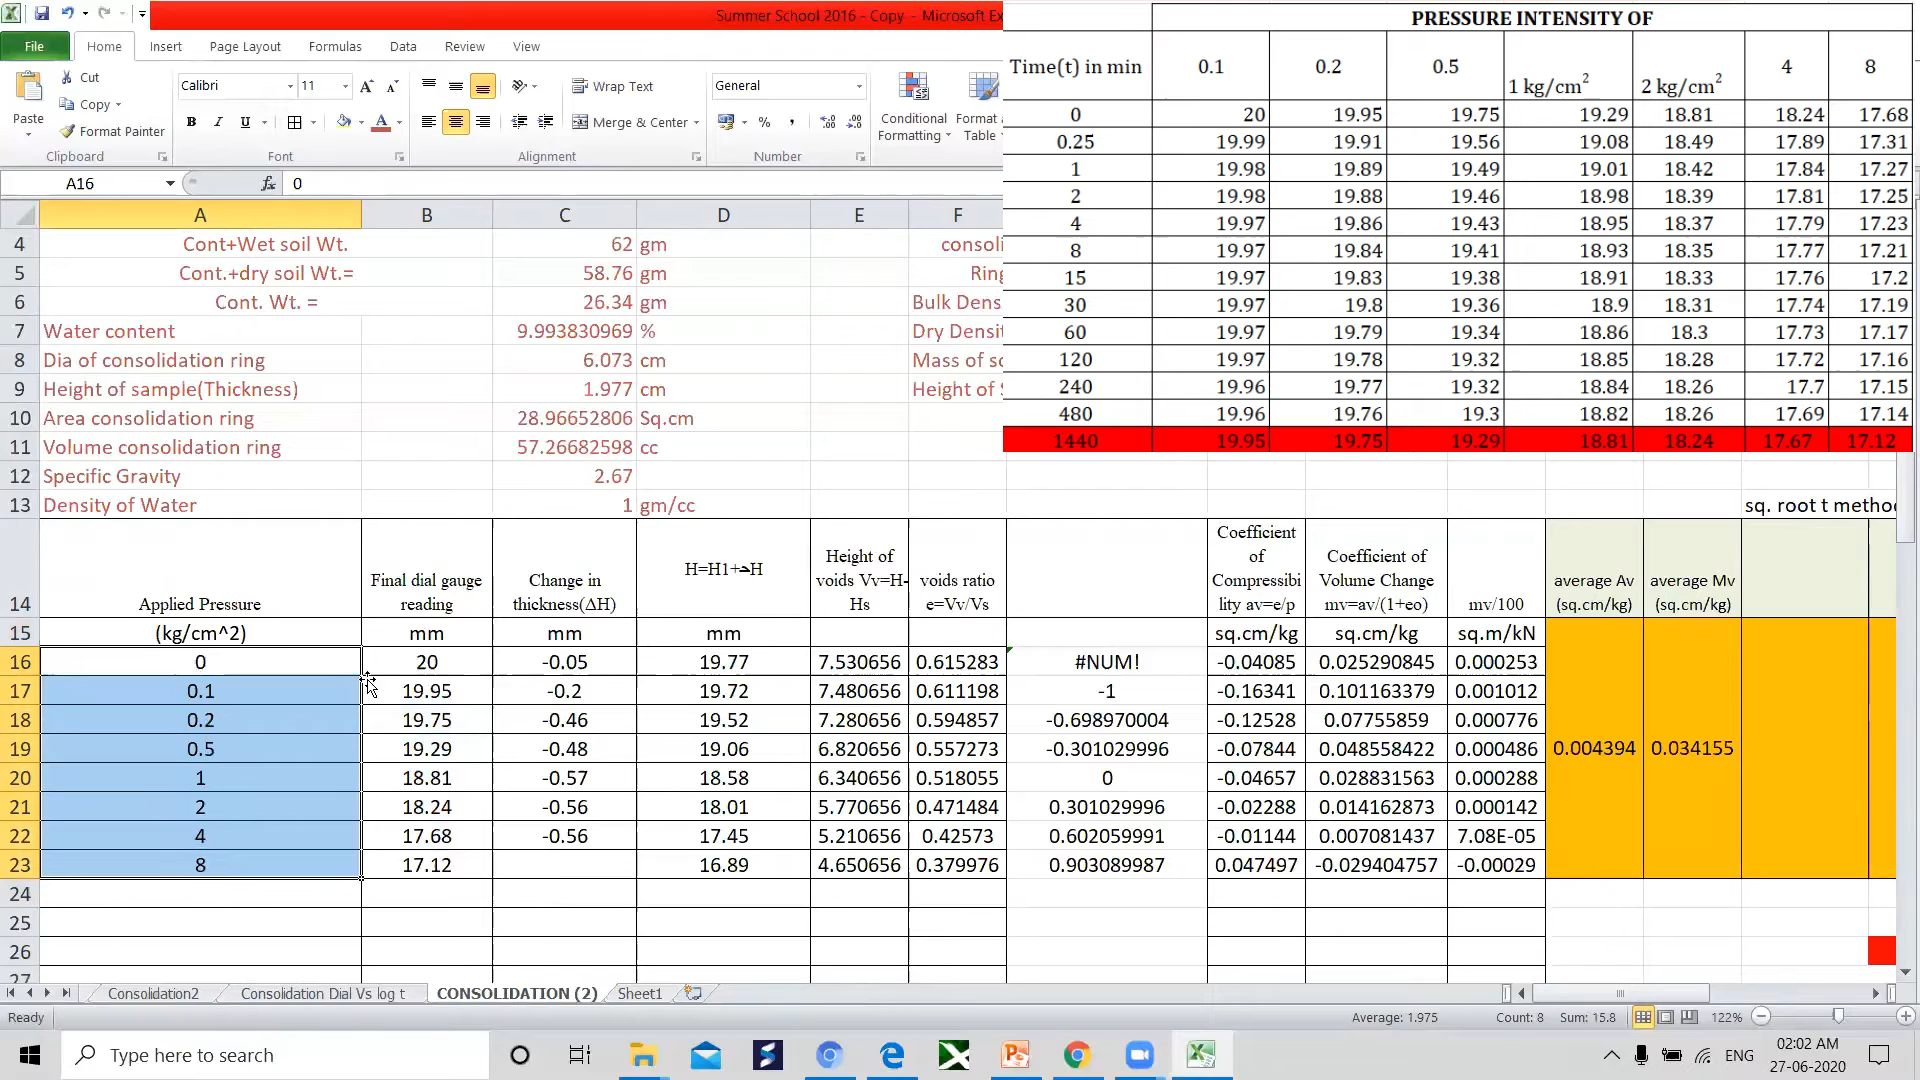 Summer School 2016 - Copy - Microsoft Ex
File Home Insert Page Layout Formulas Data Review View
Cut
Copy
Format Painter
Paste
Clipboard
Calibri 11
B I U A
Font
Wrap Text
Merge & Center
Alignment
General
% ,
Number
Conditional Formatting
Format a
Table
A16 fx 0
A B C D E F
4 Cont+Wet soil Wt. 62 gm consoli
5 Cont.+dry soil Wt.= 58.76 gm Ring
6 Cont. Wt. = 26.34 gm Bulk Dens
7 Water content 9.993830969 % Dry Densit
8 Dia of consolidation ring 6.073 cm Mass of so
9 Height of sample(Thickness) 1.977 cm Height of S
10 Area consolidation ring 28.96652806 Sq.cm
11 Volume consolidation ring 57.26682598 cc
12 Specific Gravity 2.67
13 Density of Water 1 gm/cc sq. root t metho
PRESSURE INTENSITY OF
Time(t) in min 0.1 0.2 0.5 1 kg/cm² 2 kg/cm² 4 8
0 20 19.95 19.75 19.29 18.81 18.24 17.68
0.25 19.99 19.91 19.56 19.08 18.49 17.89 17.31
1 19.98 19.89 19.49 19.01 18.42 17.84 17.27
2 19.98 19.88 19.46 18.98 18.39 17.81 17.25
4 19.97 19.86 19.43 18.95 18.37 17.79 17.23
8 19.97 19.84 19.41 18.93 18.35 17.77 17.21
15 19.97 19.83 19.38 18.91 18.33 17.76 17.2
30 19.97 19.8 19.36 18.9 18.31 17.74 17.19
60 19.97 19.79 19.34 18.86 18.3 17.73 17.17
120 19.97 19.78 19.32 18.85 18.28 17.72 17.16
240 19.96 19.77 19.32 18.84 18.26 17.7 17.15
480 19.96 19.76 19.3 18.82 18.26 17.69 17.14
1440 19.95 19.75 19.29 18.81 18.24 17.67 17.12
14 Applied Pressure
Final dial gauge
reading
Change in
thickness(ΔH)
H=H1+ H
Height of
voids Vv=H-
Hs
voids ratio
e=Vv/Vs
Coefficient
of
Compressibi
lity av=e/p
Coefficient of
Volume Change
mv=av/(1+eo)
mv/100
average Av
(sq.cm/kg)
average Mv
(sq.cm/kg)
15 (kg/cm^2) mm mm mm sq.cm/kg sq.cm/kg sq.m/kN
16 0 20 -0.05 19.77 7.530656 0.615283 #NUM! -0.04085 0.025290845 0.000253
17 0.1 19.95 -0.2 19.72 7.480656 0.611198 -1 -0.16341 0.101163379 0.001012
18 0.2 19.75 -0.46 19.52 7.280656 0.594857 -0.698970004 -0.12528 0.07755859 0.000776
19 0.5 19.29 -0.48 19.06 6.820656 0.557273 -0.301029996 -0.07844 0.048558422 0.000486 0.004394 0.034155
20 1 18.81 -0.57 18.58 6.340656 0.518055 0 -0.04657 0.028831563 0.000288
21 2 18.24 -0.56 18.01 5.770656 0.471484 0.301029996 -0.02288 0.014162873 0.000142
22 4 17.68 -0.56 17.45 5.210656 0.42573 0.602059991 -0.01144 0.007081437 7.08E-05
23 8 17.12 16.89 4.650656 0.379976 0.903089987 0.047497 -0.029404757 -0.00029
24
25
26
27
Consolidation2 Consolidation Dial Vs log t CONSOLIDATION (2) Sheet1
Ready Average: 1.975 Count: 8 Sum: 15.8 122%
Type here to search ENG 02:02 AM
27-06-2020